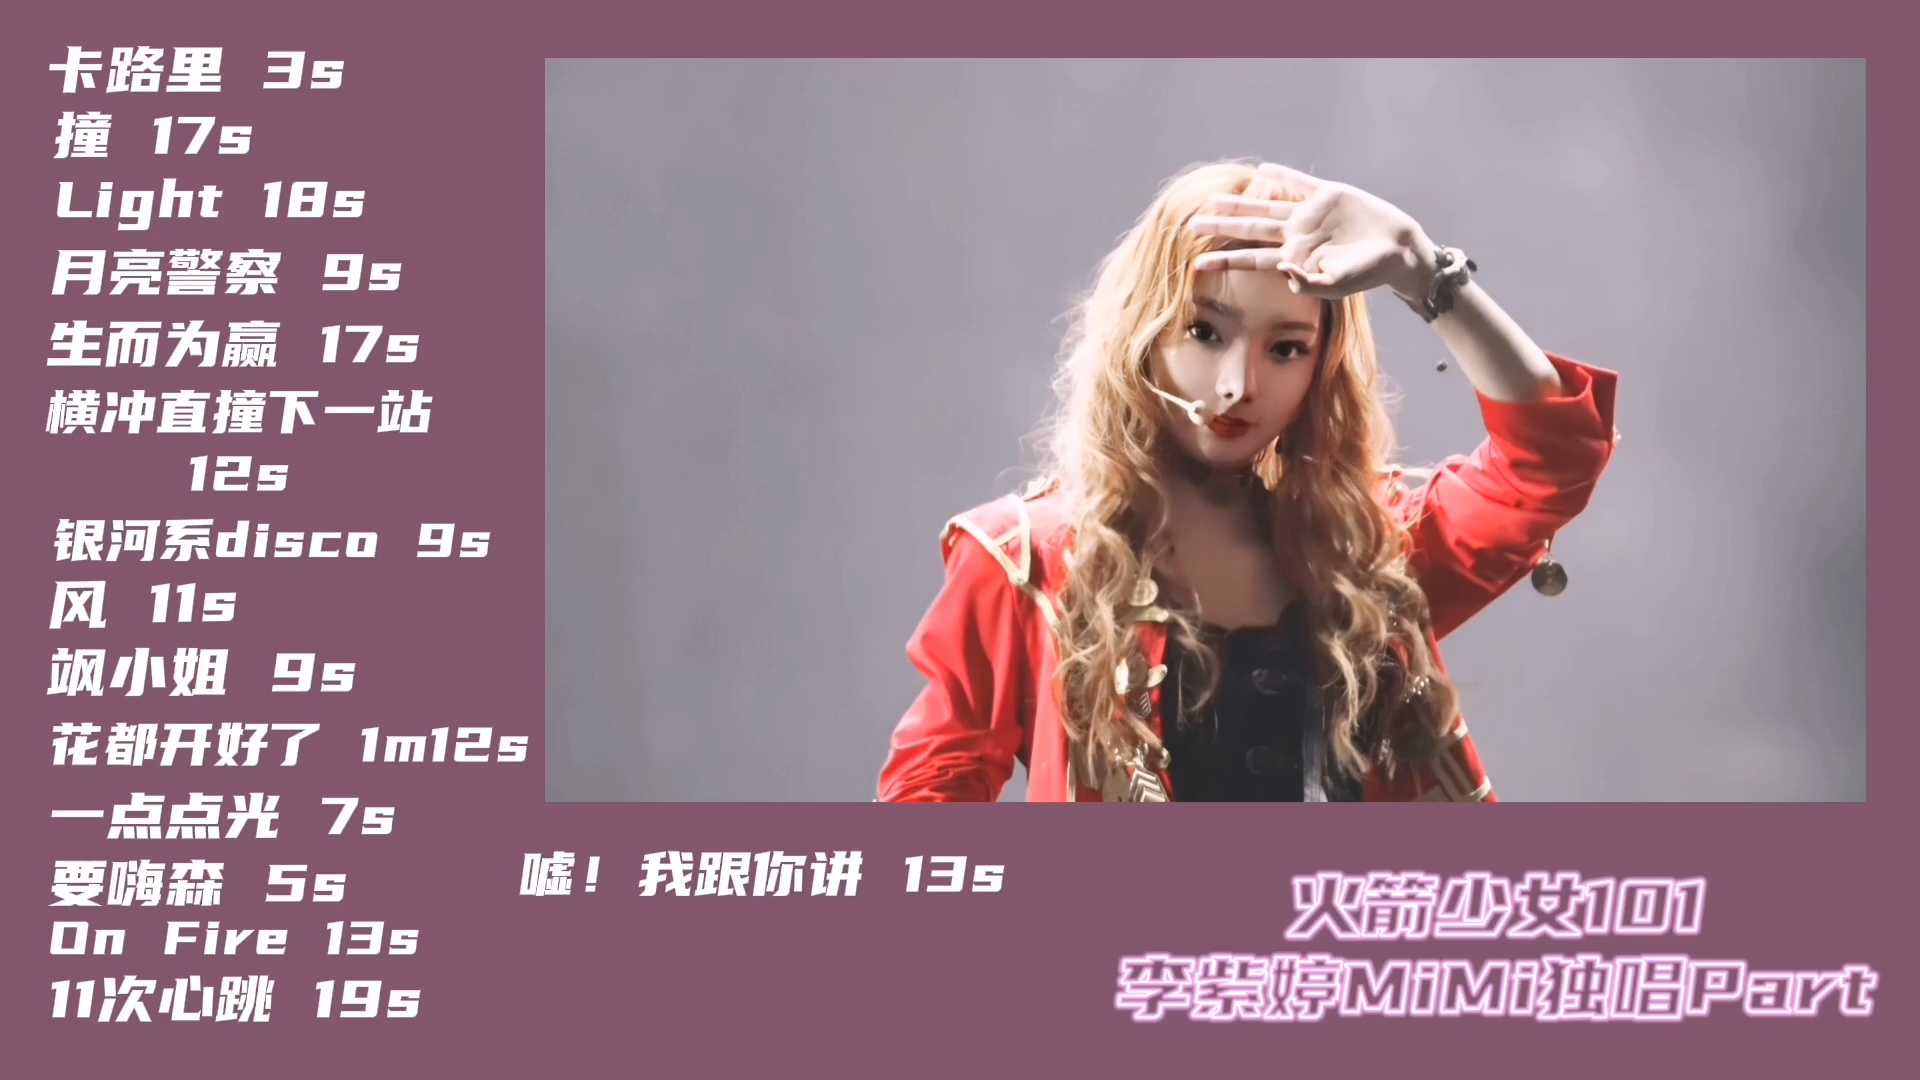 卡路里 3s
撞 17s
Light 18s
月亮警察 9s
生而为赢 17s
横冲直撞下一站
12s
银河系disco 9s
风 11s
飒小姐 9s
花都开好了 1m12s
一点点光 7s
要嗨森 5s
On Fire 13s
11次心跳 19s
嘘！我跟你讲 13s
火箭少女101
李紫婷MiMi独唱Part